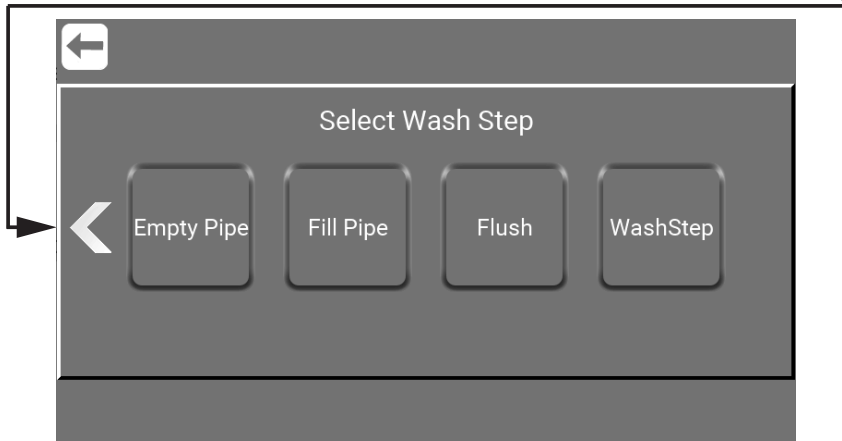 Select Wash Step
Empty Pipe
Fill Pipe
Flush
WashStep